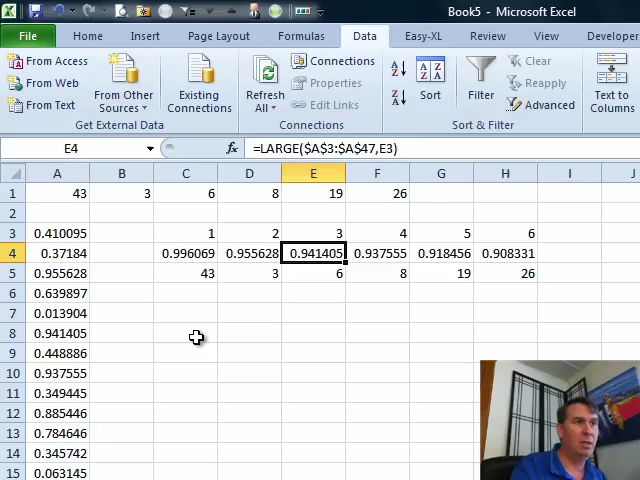 Book5 - Microsoft Excel
File Home Insert Page Layout Formulas Data Easy-XL Review View Developer
From Access
From Web
From Text
From Other Sources
Existing Connections
Get External Data
Refresh All
Connections
Properties
Edit Links
Connections
Sort
Filter
Clear
Reapply
Advanced
Sort & Filter
Text to Columns
E4 fx =LARGE($A$3:$A$47,E3)
A B C D E F G H I J
1 43 3 6 8 19 26
2
3 0.410095 1 2 3 4 5 6
4 0.37184 0.996069 0.955628 0.941405 0.937555 0.918456 0.908331
5 0.955628 43 3 6 8 19 26
6 0.639897
7 0.013904
8 0.941405
9 0.448886
10 0.937555
11 0.349445
12 0.885446
13 0.784646
14 0.345742
15 0.063145